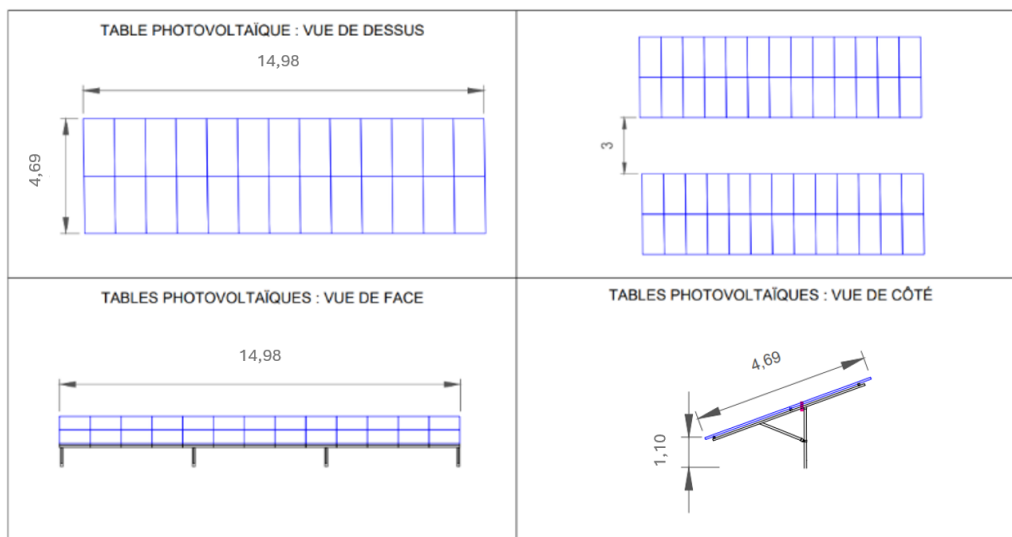 TABLE PHOTOVOLTAÏQUE : VUE DE DESSUS
14,98
4,69
3
TABLES PHOTOVOLTAÏQUES : VUE DE FACE
14,98
TABLES PHOTOVOLTAÏQUES : VUE DE CÔTÉ
4,69
1,10